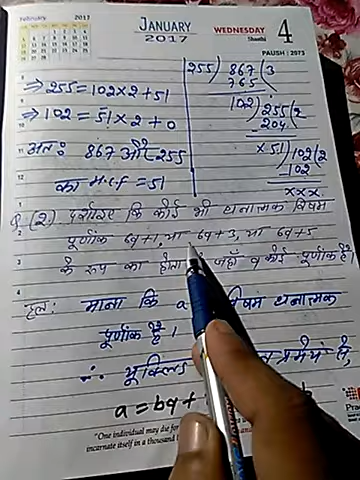 February 2017
JANUARY
2017
WEDNESDAY 4
PAUSH : 2073
⇒ 255 = 102×2 + 51
⇒ 102 = 51 × 2 + 0
अतः 867 और 255
का म.स.f = 51
255 ) 867 ( 3
765
102 ) 255 ( 2
204
× 51 ) 102 ( 2
102
× × ×
Q. (2) दर्शाइए कि कोई भी धनात्मक विषम
पूर्णांक 6q+1, या 6q+3, या 6q+5
के रूप का होता जहाँ q कोई पूर्णांक है।
हलः माना कि a विषम धनात्मक
पूर्णांक है।
∴ यूक्लिड
a = bq +
"One individual may die for
incarnate itself in a thousand